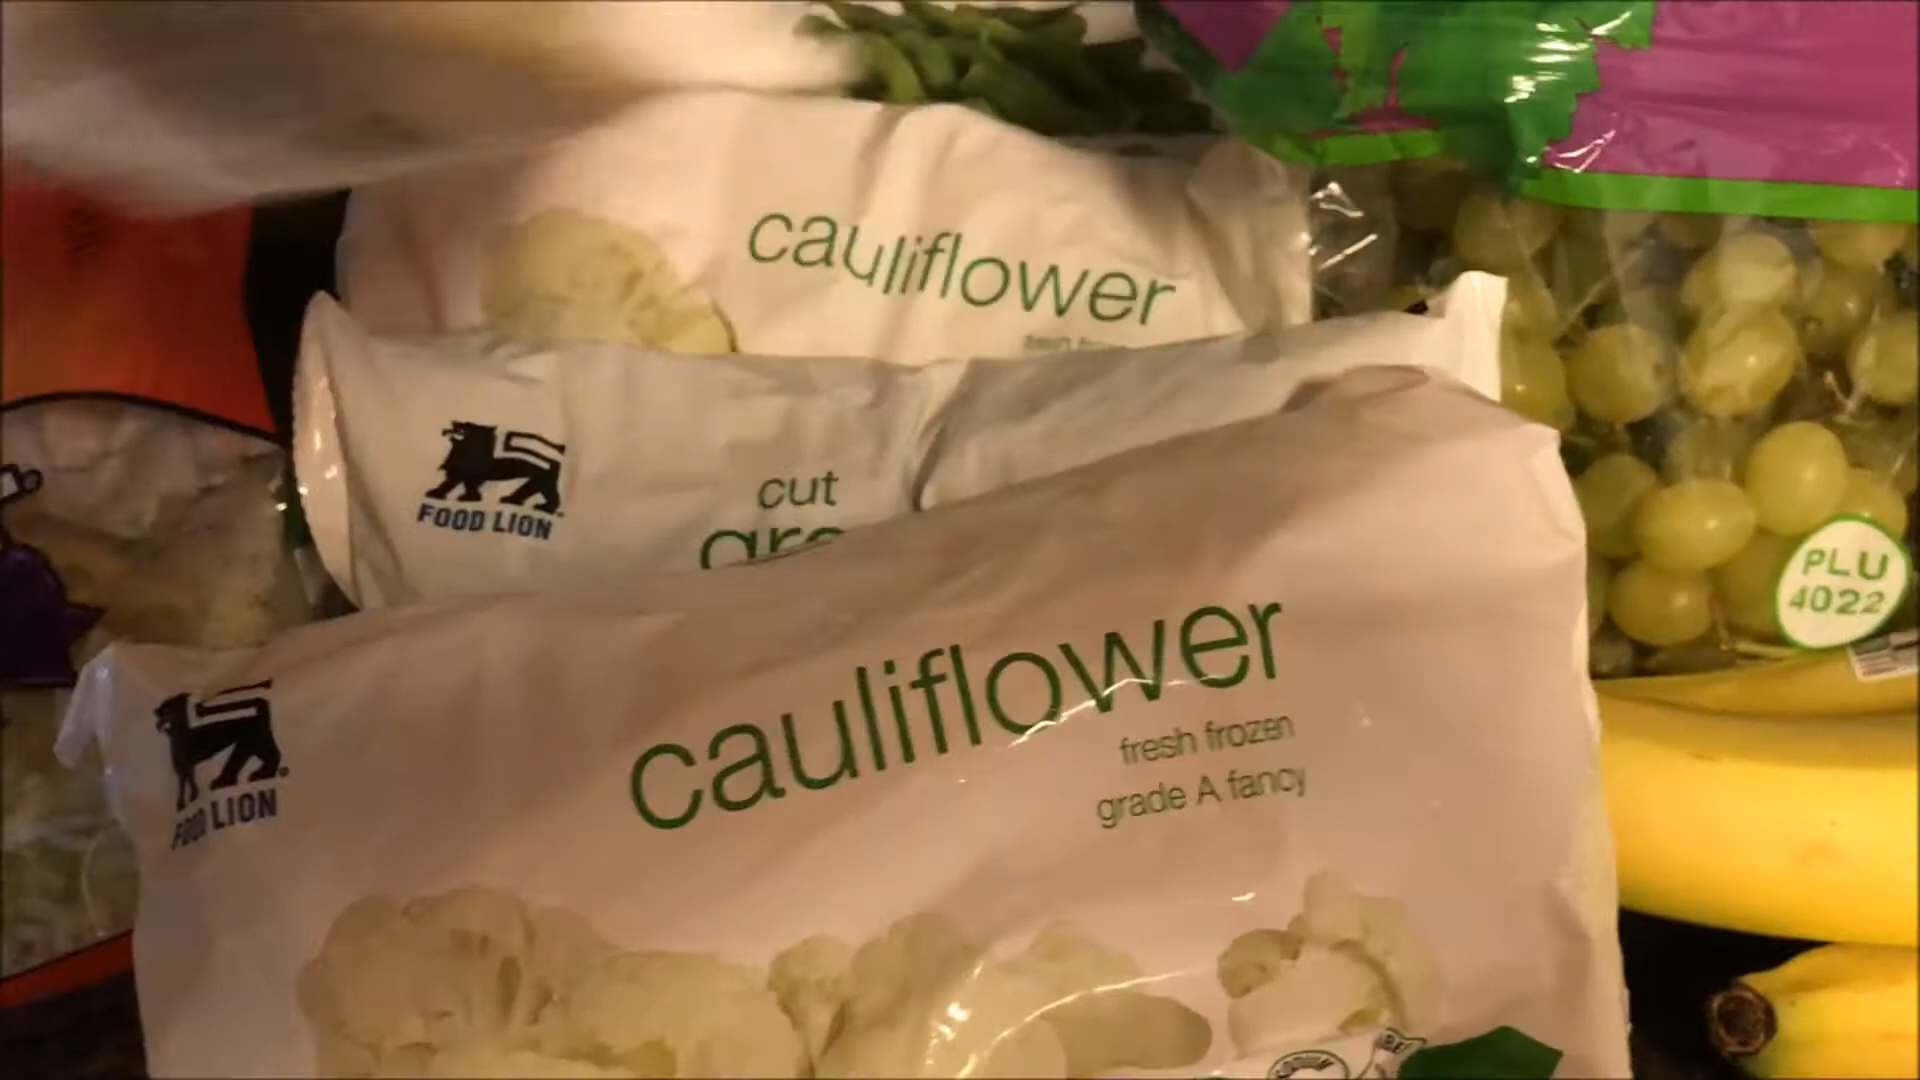 cauliflower
FOOD LION
cut
PLU
4022
cauliflower
fresh frozen
grade A fancy
FOOD LION